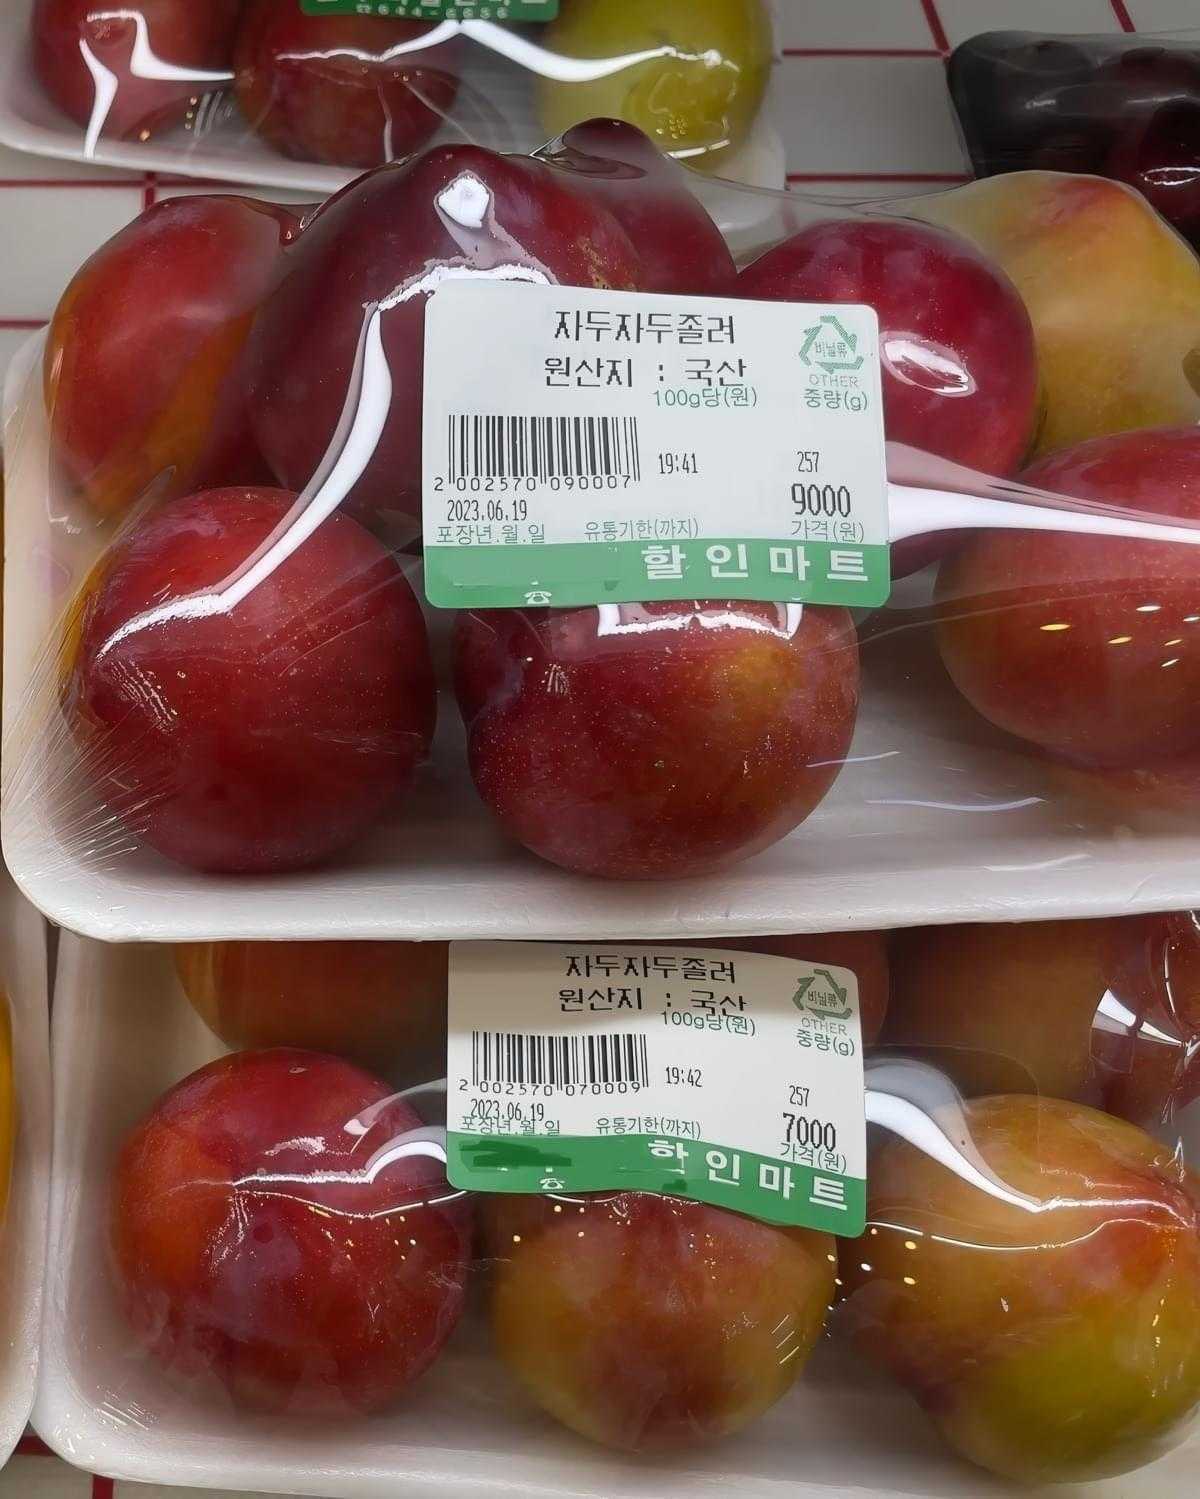 자두자두졸려
원산지 : 국산
비닐류
OTHER
100g당(원)
중량(g)
2 002570 090007
19:41
257
2023.06.19
9000
포장년.월.일
유통기한(까지)
가격(원)
할인마트
자두자두졸려
원산지 : 국산
비닐류
OTHER
100g당(원)
중량(g)
2 002570 070009
19:42
257
2023.06.19
7000
포장년.월.일
유통기한(까지)
가격(원)
할인마트